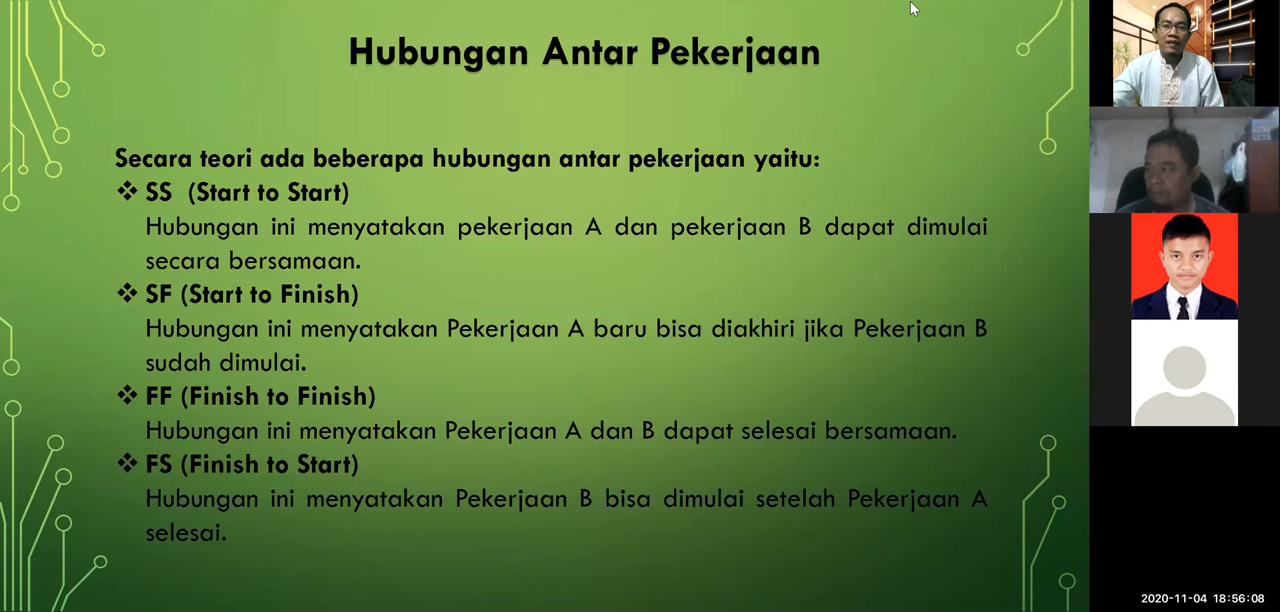 Hubungan Antar Pekerjaan
Secara teori ada beberapa hubungan antar pekerjaan yaitu:
❖ SS (Start to Start)
Hubungan ini menyatakan pekerjaan A dan pekerjaan B dapat dimulai
secara bersamaan.
❖ SF (Start to Finish)
Hubungan ini menyatakan Pekerjaan A baru bisa diakhiri jika Pekerjaan B
sudah dimulai.
❖ FF (Finish to Finish)
Hubungan ini menyatakan Pekerjaan A dan B dapat selesai bersamaan.
❖ FS (Finish to Start)
Hubungan ini menyatakan Pekerjaan B bisa dimulai setelah Pekerjaan A
selesai.
2020-11-04 18:56:08